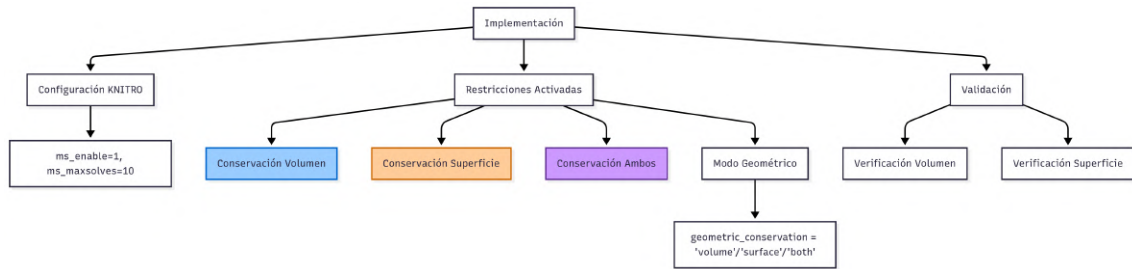 Implementación
Configuración KNITRO
Restricciones Activadas
Validación
ms_enable=1,
ms_maxsolves=10
Conservación Volumen
Conservación Superficie
Conservación Ambos
Modo Geométrico
Verificación Volumen
Verificación Superficie
geometric_conservation =
'volume'/'surface'/'both'